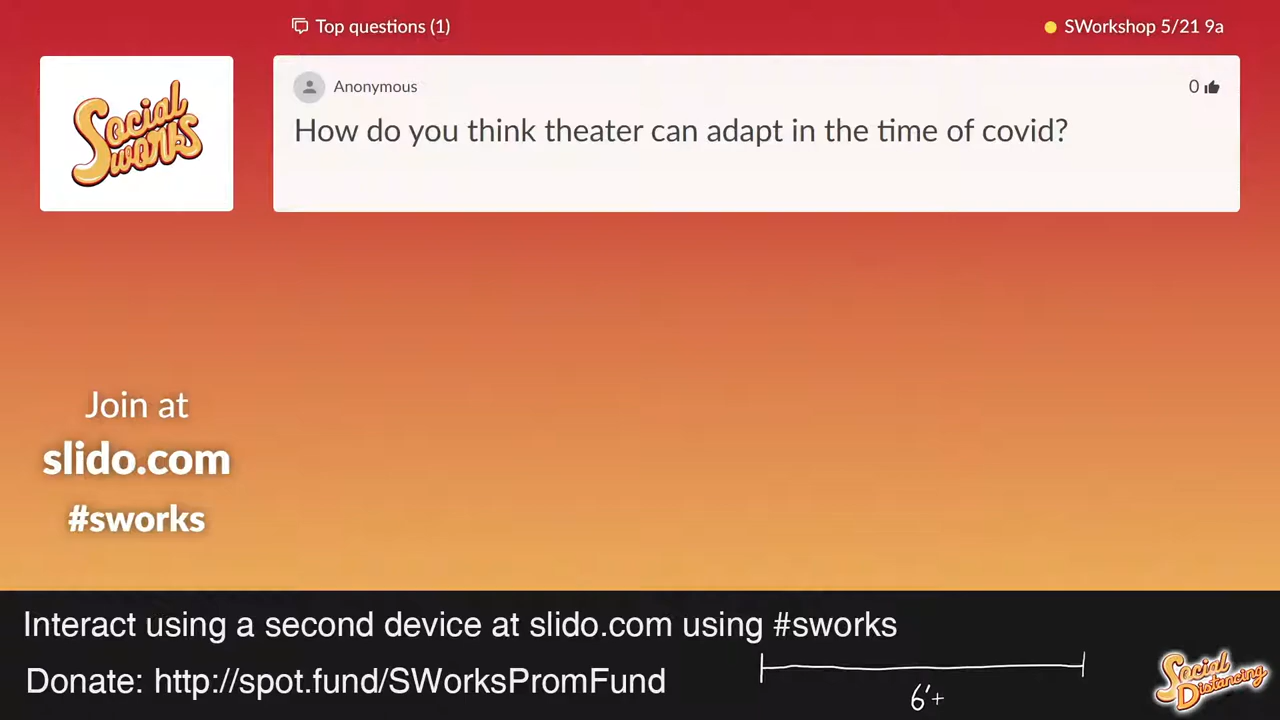 Top questions (1)
SWorkshop 5/21 9a
Social
Sworks
Anonymous
0
How do you think theater can adapt in the time of covid?
Join at
slido.com
#sworks
Interact using a second device at slido.com using #sworks
Donate: http://spot.fund/SWorksPromFund
6'+
Social
Distancing